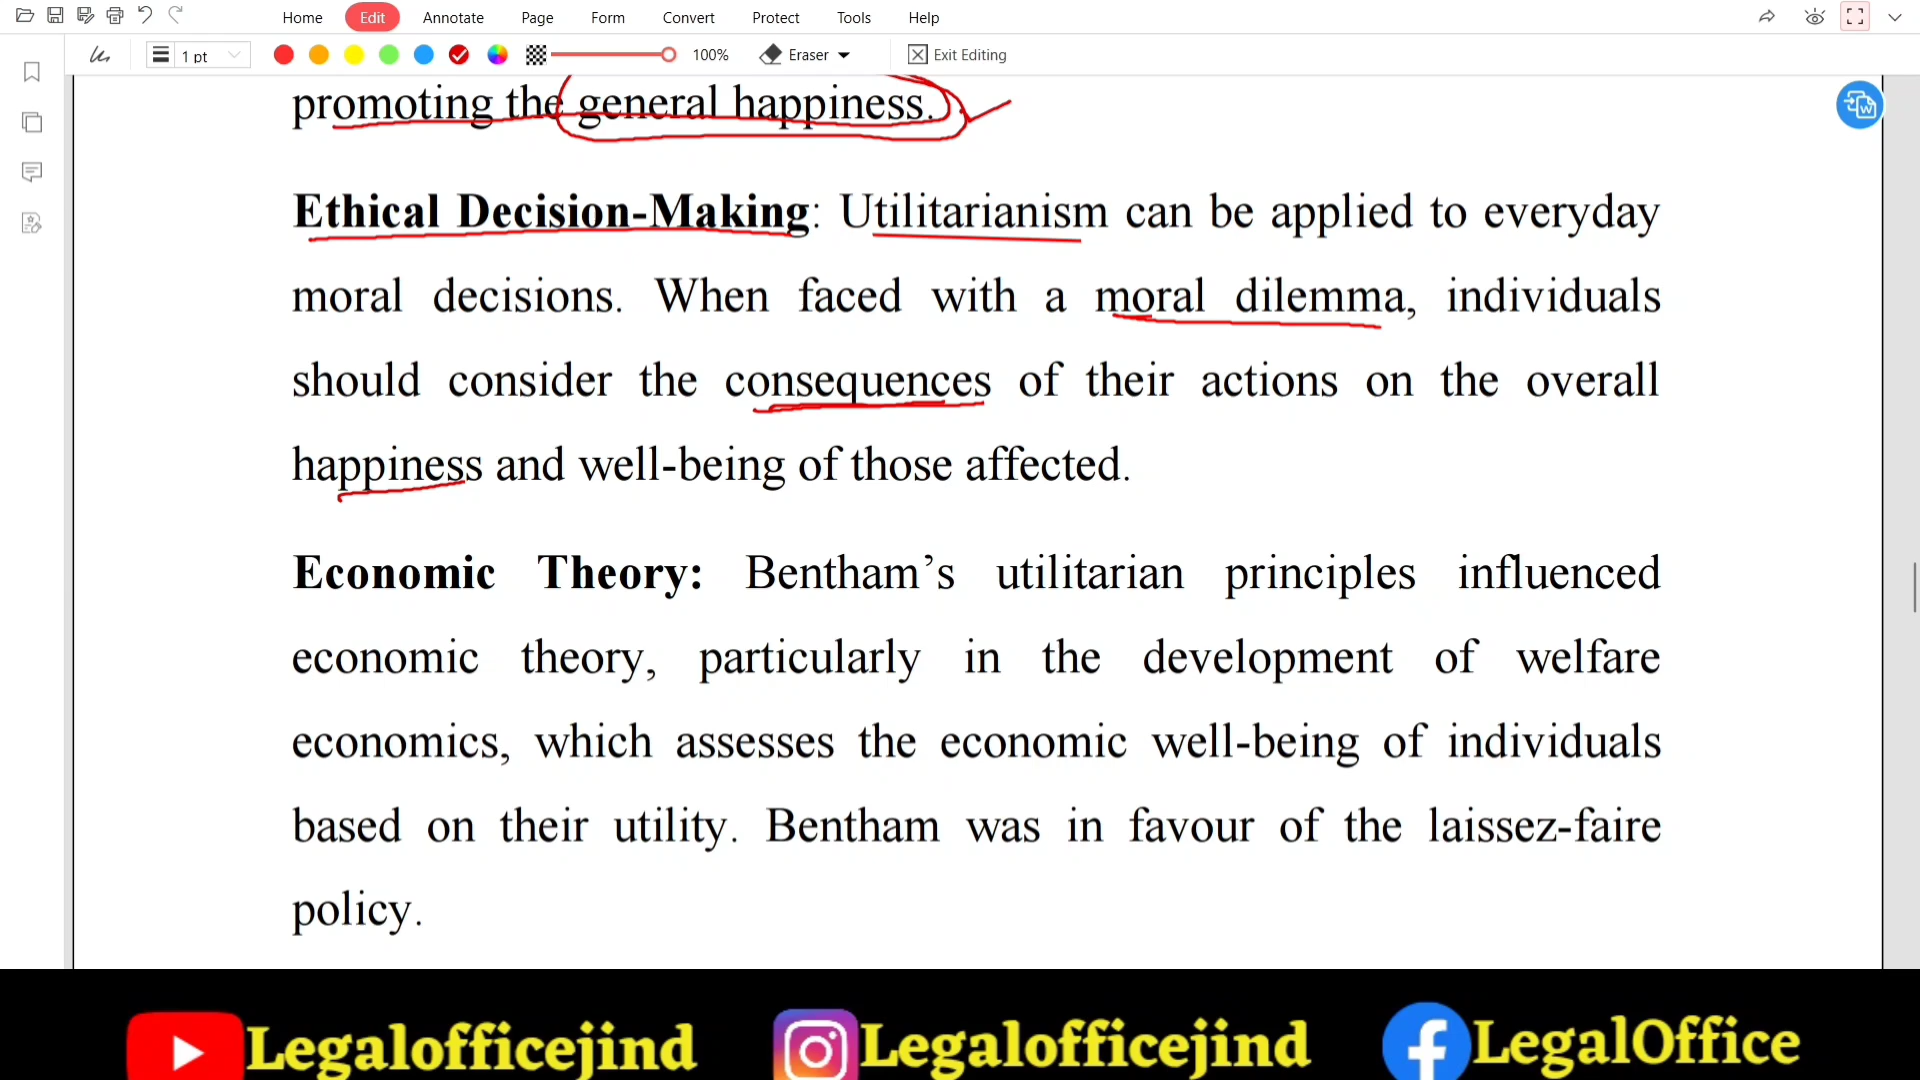 Home Edit Annotate Page Form Convert Protect Tools Help
1 pt 100% Eraser Exit Editing
promoting the general happiness.
Ethical Decision-Making: Utilitarianism can be applied to everyday
moral decisions. When faced with a moral dilemma, individuals
should consider the consequences of their actions on the overall
happiness and well-being of those affected.
Economic Theory: Bentham’s utilitarian principles influenced
economic theory, particularly in the development of welfare
economics, which assesses the economic well-being of individuals
based on their utility. Bentham was in favour of the laissez-faire
policy.
Legalofficejind Legalofficejind LegalOffice